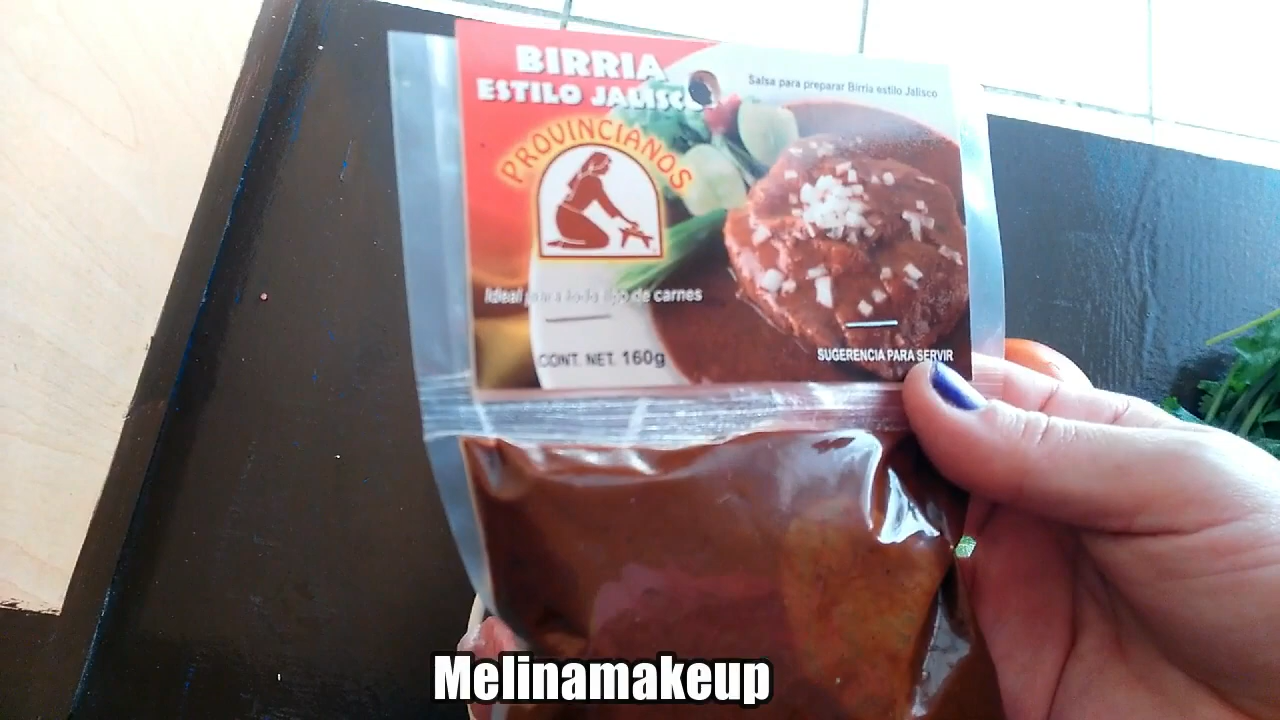 BIRRIA
ESTILO JALISCO
Salsa para preparar Birria estilo Jalisco
PROVINCIANOS
Ideal para todo tipo de carnes
CONT. NET. 160g
SUGERENCIA PARA SERVIR
Melinamakeup